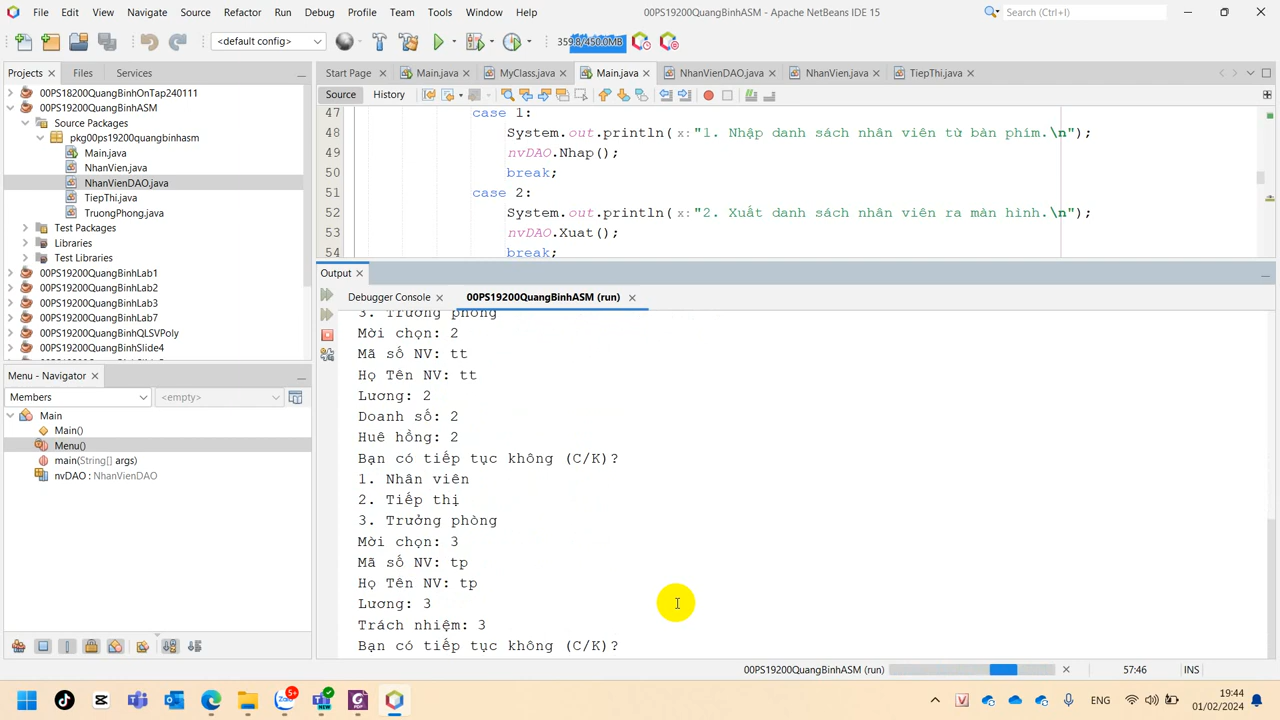 File Edit View Navigate Source Refactor Run Debug Profile Team Tools Window Help
00PS19200QuangBinhASM - Apache NetBeans IDE 15
Search (Ctrl+I)
<default config>
359.8/450.0MB
Projects Files Services
Start Page Main.java MyClass.java Main.java NhanVienDAO.java NhanVien.java TiepThi.java
Source History
00PS18200QuangBinhOnTap240111
00PS19200QuangBinhASM
Source Packages
pkg00ps19200quangbinhasm
Main.java
NhanVien.java
NhanVienDAO.java
TiepThi.java
TruongPhong.java
Test Packages
Libraries
Test Libraries
00PS19200QuangBinhLab1
00PS19200QuangBinhLab2
00PS19200QuangBinhLab3
00PS19200QuangBinhLab7
00PS19200QuangBinhQLSVPoly
00PS19200QuangBinhSlide4
47 case 1:
48 System.out.println( x:"1. Nhập danh sách nhân viên từ bàn phím.\n");
49 nvDAO.Nhap();
50 break;
51 case 2:
52 System.out.println( x:"2. Xuất danh sách nhân viên ra màn hình.\n");
53 nvDAO.Xuat();
54 break;
Menu - Navigator
Members <empty>
Main
Main()
Menu()
main(String[] args)
nvDAO : NhanVienDAO
Output
Debugger Console 00PS19200QuangBinhASM (run)
3. Trưởng phòng
Mời chọn: 2
Mã số NV: tt
Họ Tên NV: tt
Lương: 2
Doanh số: 2
Huê hồng: 2
Bạn có tiếp tục không (C/K)?
1. Nhân viên
2. Tiếp thị
3. Trưởng phòng
Mời chọn: 3
Mã số NV: tp
Họ Tên NV: tp
Lương: 3
Trách nhiệm: 3
Bạn có tiếp tục không (C/K)?
00PS19200QuangBinhASM (run) 57:46 INS
ENG 19:44
01/02/2024